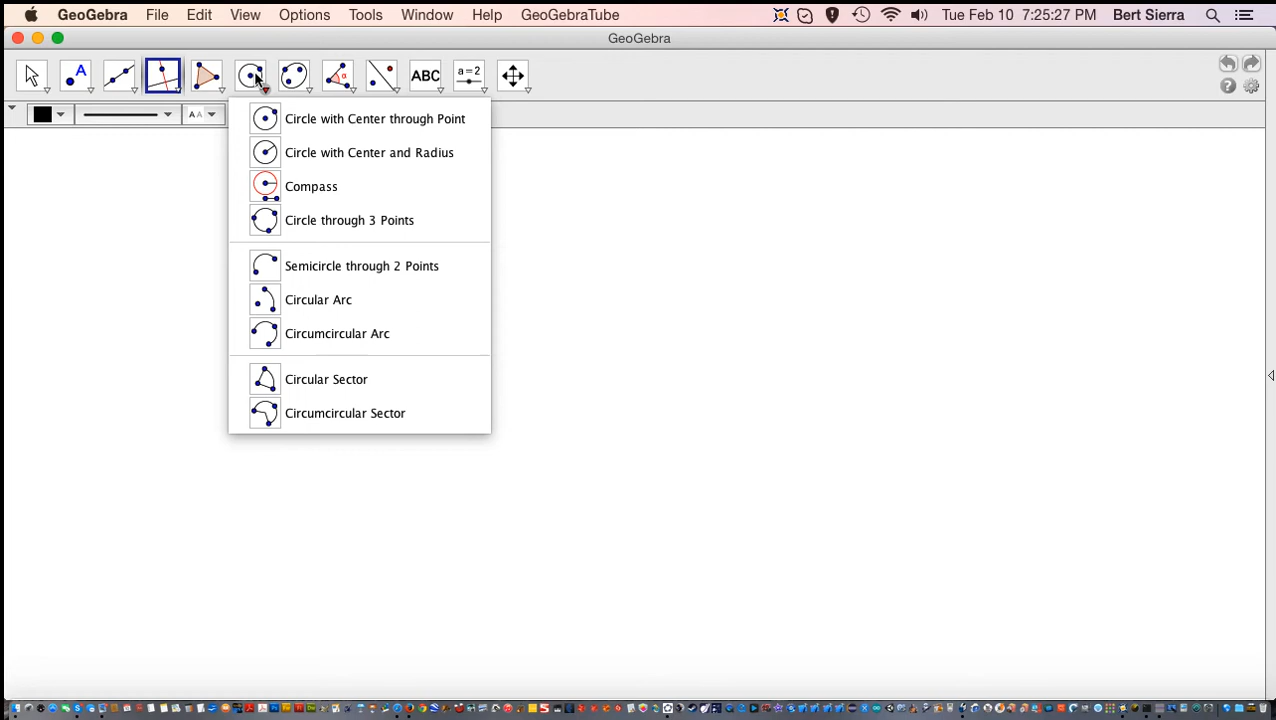 GeoGebra File Edit View Options Tools Window Help GeoGebraTube Tue Feb 10 7:25:27 PM Bert Sierra
GeoGebra
A α ABC a=2
A A
Circle with Center through Point
Circle with Center and Radius
Compass
Circle through 3 Points
Semicircle through 2 Points
Circular Arc
Circumcircular Arc
Circular Sector
Circumcircular Sector